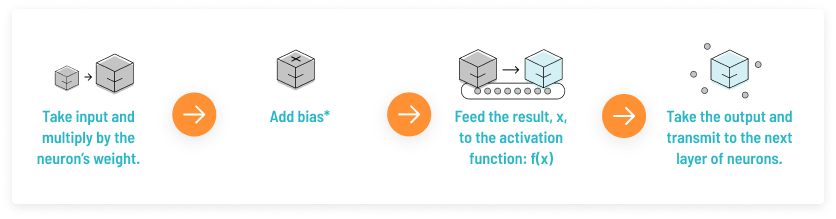 Take input and
multiply by the
neuron's weight.
Add bias*
Feed the result, x,
to the activation
function: f(x)
Take the output and
transmit to the next
layer of neurons.